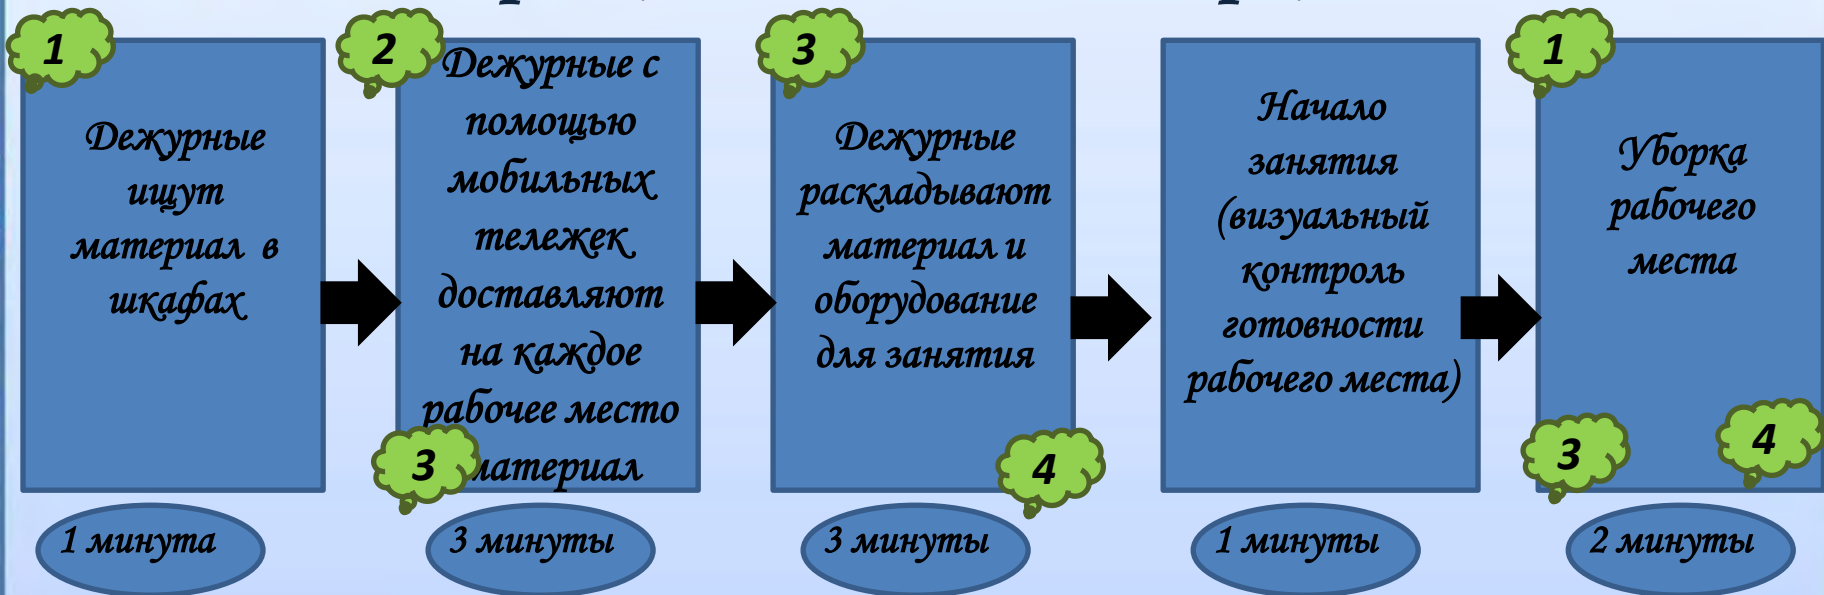 1
Дежурные
ищут
материал в
шкафах
1 минута
2
Дежурные с
помощью
мобильных
тележек
доставляют
на каждое
рабочее место
материал
3
3 минуты
3
Дежурные
раскладывают
материал и
оборудование
для занятия
4
3 минуты
Начало
занятия
(визуальный
контроль
готовности
рабочего места)
1 минуты
1
Уборка
рабочего
места
3
4
2 минуты